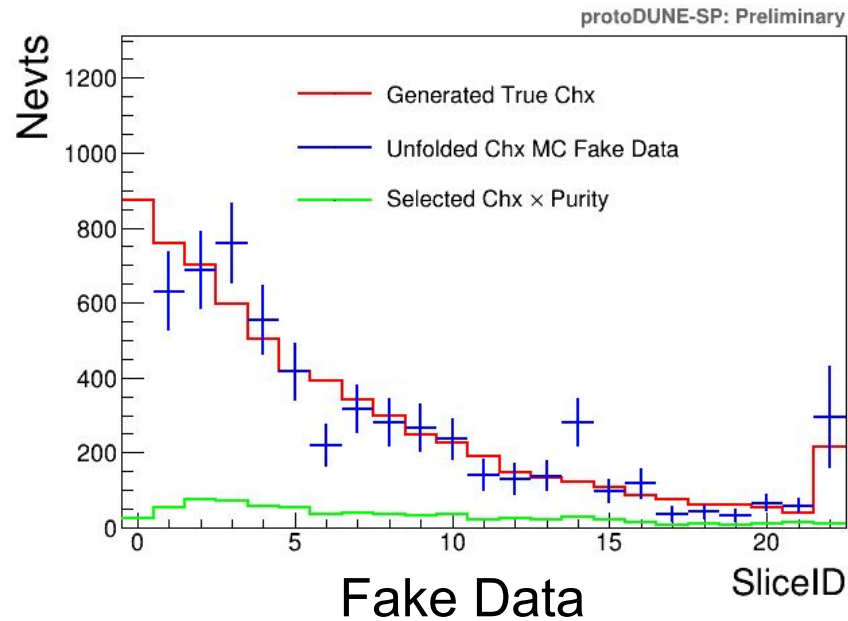 protoDUNE-SP: Preliminary
Nevts
1200
1000
800
600
400
200
0
Generated True Chx
Unfolded Chx MC Fake Data
Selected Chx × Purity
0 5 10 15 20
SliceID
Fake Data